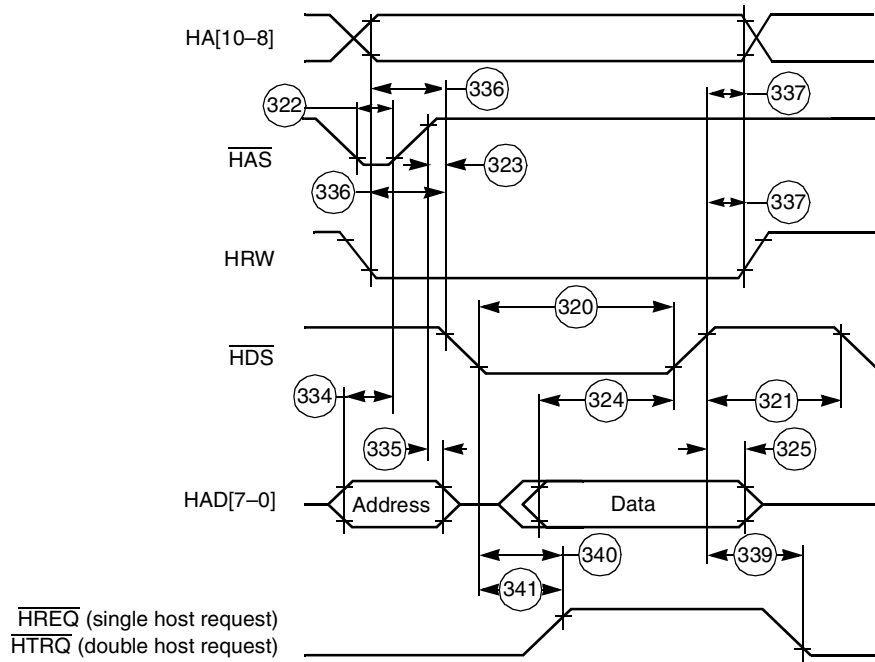 HA[10–8]
336
337
322
HAS
323
336
337
HRW
320
HDS
334
324
321
335
325
HAD[7–0]
Address
Data
340
339
341
HREQ (single host request)
HTRQ (double host request)